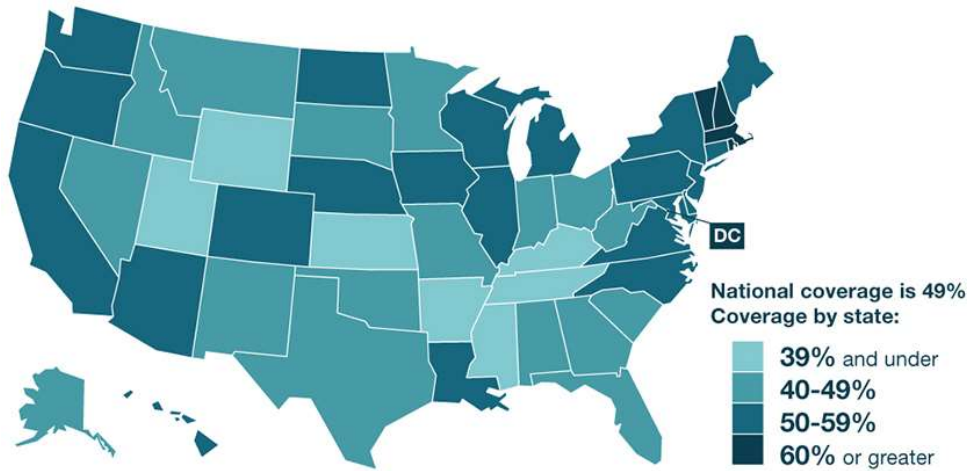 DC
National coverage is 49%
Coverage by state:
39% and under
40-49%
50-59%
60% or greater